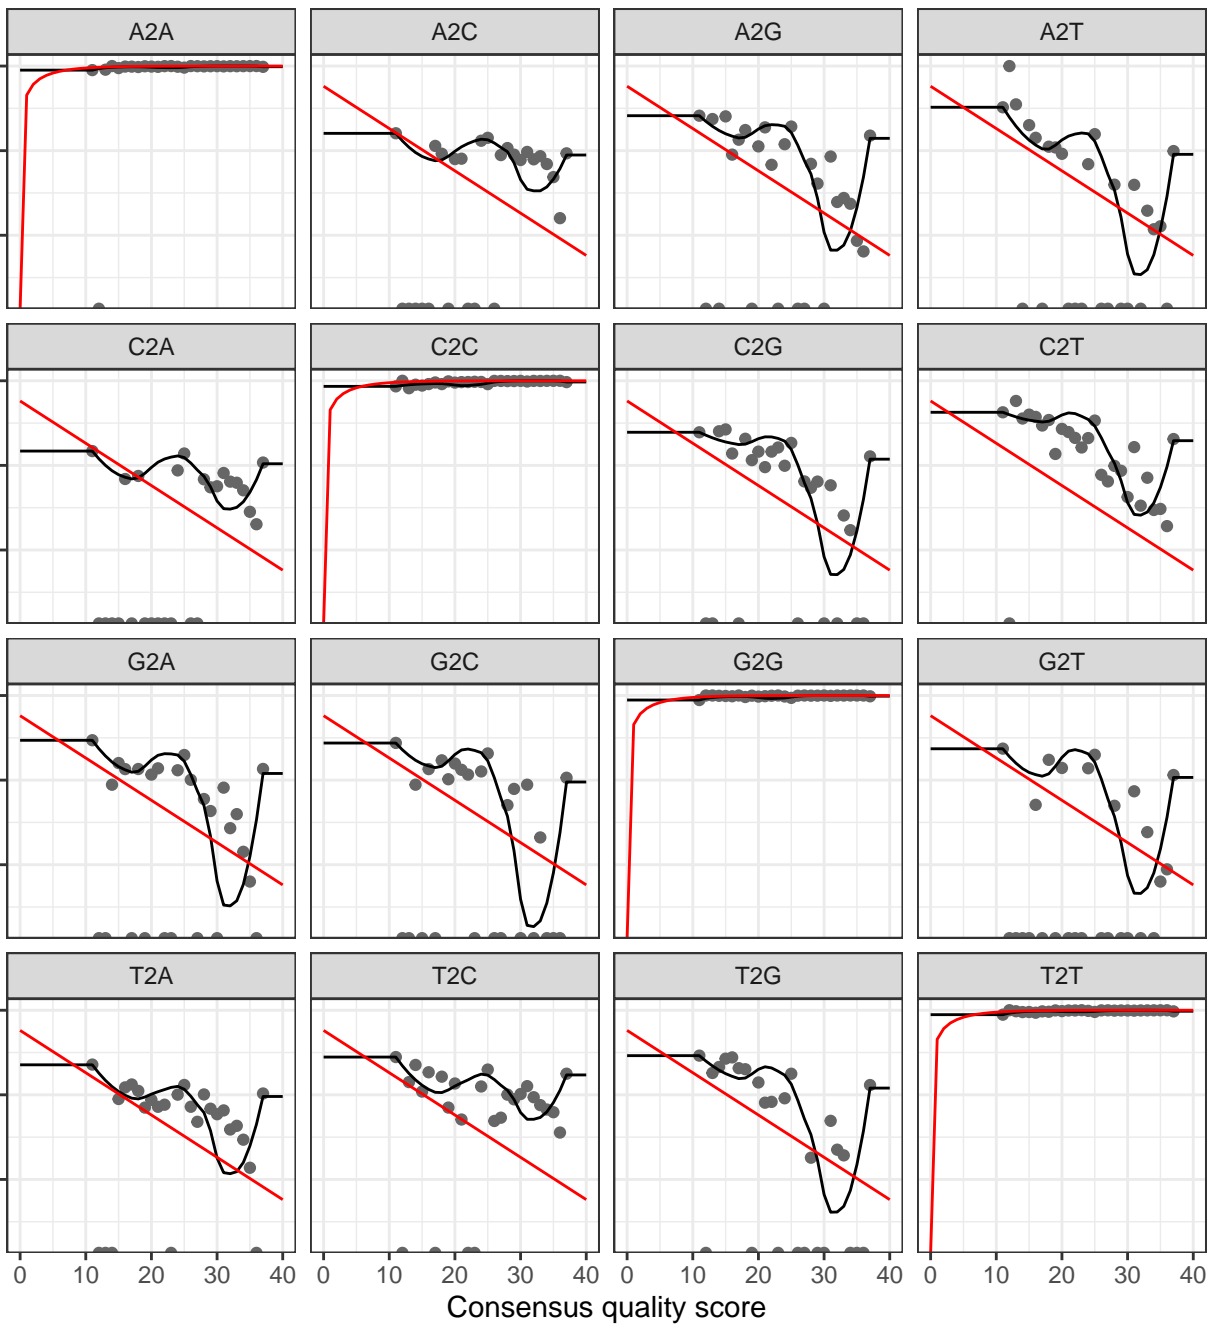 A2A A2C A2G A2T
C2A C2C C2G C2T
G2A G2C G2G G2T
T2A T2C T2G T2T
0 10 20 30 40 0 10 20 30 40 0 10 20 30 40 0 10 20 30 40
Consensus quality score